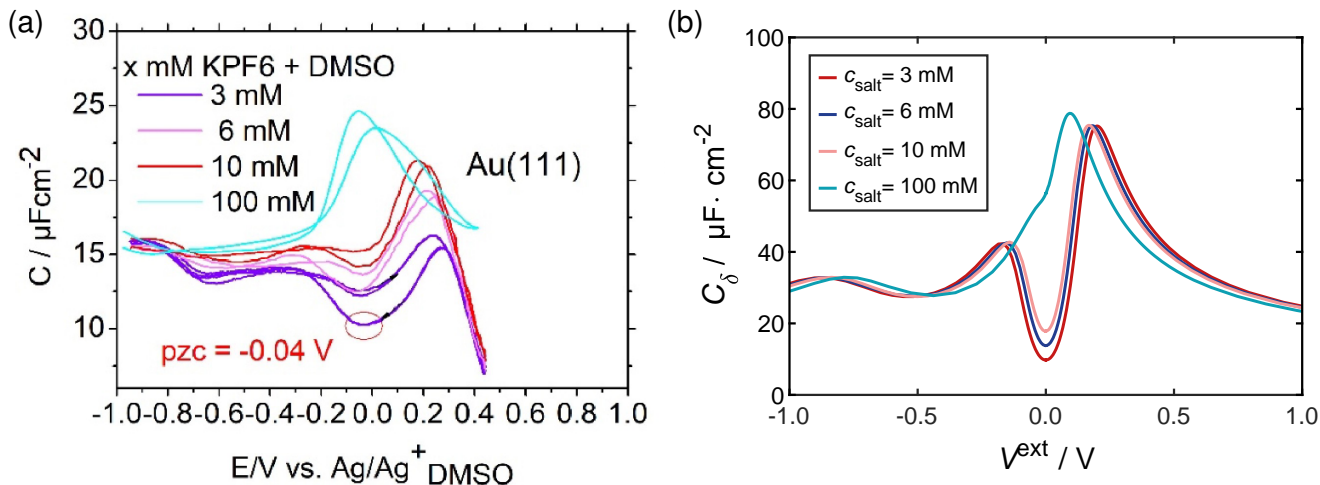 (a)
30
25
20
15
10
C / µFcm-2
x mM KPF6 + DMSO
3 mM
6 mM
10 mM
100 mM
Au(111)
pzc = -0.04 V
-1.0 -0.8 -0.6 -0.4 -0.2 0.0 0.2 0.4 0.6 0.8 1.0
E/V vs. Ag/Ag+DMSO
(b)
100
80
60
40
20
0
Cδ / µF· cm-2
csalt= 3 mM
csalt= 6 mM
csalt= 10 mM
csalt= 100 mM
-1.0 -0.5 0.0 0.5 1.0
Vext / V